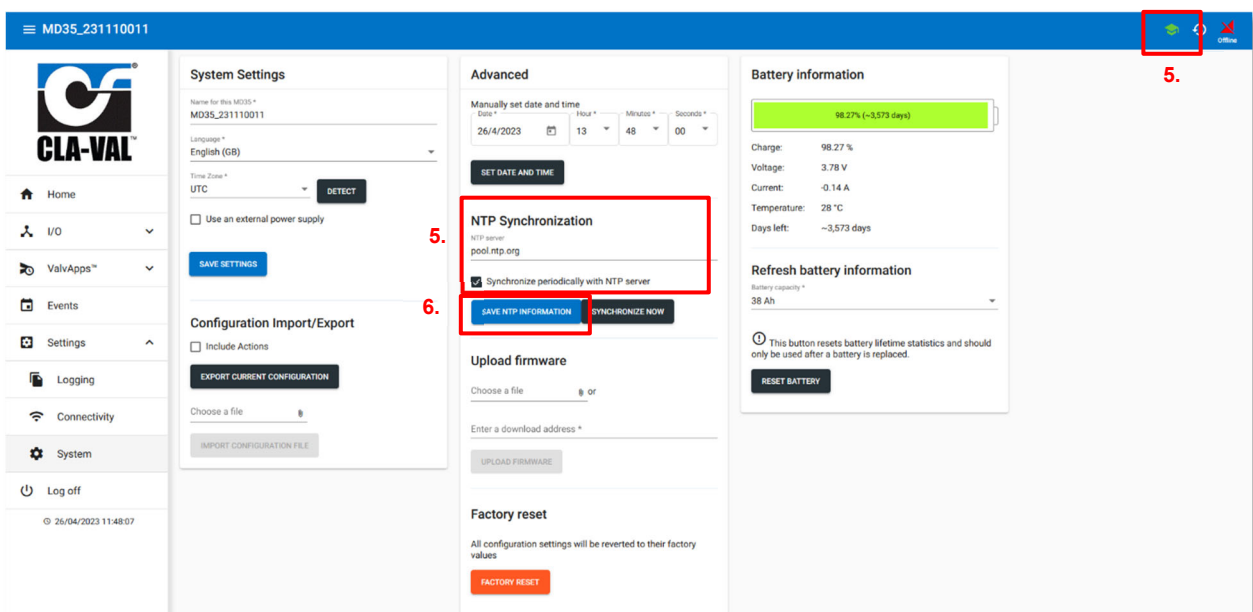 MD35_231110011
Offline
5.
CLA-VAL™
Home
I/O
ValvApps™
Events
Settings
Logging
Connectivity
System
Log off
26/04/2023 11:48:07
System Settings
Name for this MD35 *
MD35_231110011
Language *
English (GB)
Time Zone *
UTC
DETECT
Use an external power supply
SAVE SETTINGS
Configuration Import/Export
Include Actions
EXPORT CURRENT CONFIGURATION
Choose a file
IMPORT CONFIGURATION FILE
Advanced
Manually set date and time
Date * Hour * Minutes * Seconds *
26/4/2023 13 48 00
SET DATE AND TIME
5.
NTP Synchronization
NTP server
pool.ntp.org
Synchronize periodically with NTP server
6.
SAVE NTP INFORMATION SYNCHRONIZE NOW
Upload firmware
Choose a file or
Enter a download address *
UPLOAD FIRMWARE
Factory reset
All configuration settings will be reverted to their factory
values
FACTORY RESET
Battery information
98.27% (~3,573 days)
Charge: 98.27 %
Voltage: 3.78 V
Current: -0.14 A
Temperature: 28 °C
Days left: ~3,573 days
Refresh battery information
Battery capacity *
38 Ah
This button resets battery lifetime statistics and should
only be used after a battery is replaced.
RESET BATTERY